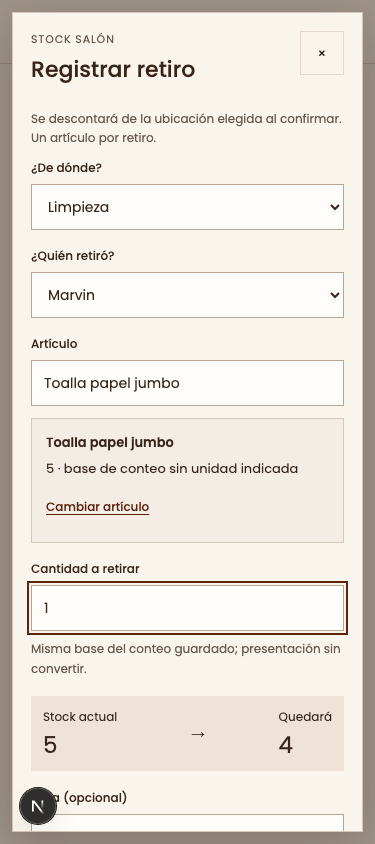 STOCK SALÓN
Registrar retiro
×
Se descontará de la ubicación elegida al confirmar.
Un artículo por retiro.
¿De dónde?
Limpieza
¿Quién retiró?
Marvin
Artículo
Toalla papel jumbo
Toalla papel jumbo
5 · base de conteo sin unidad indicada
Cambiar artículo
Cantidad a retirar
1
Misma base del conteo guardado; presentación sin
convertir.
Stock actual
Quedará
5
→
4
(opcional)
N